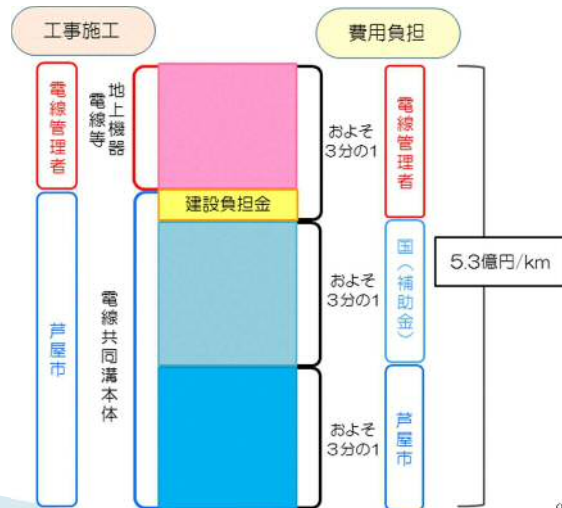 工事施工
費用負担
電線管理者
地上機器
電線等
およそ
3分の1
電線管理者
建設負担金
芦屋市
電線共同溝本体
およそ
3分の1
国(補助金)
5.3億円/km
およそ
3分の1
芦屋市